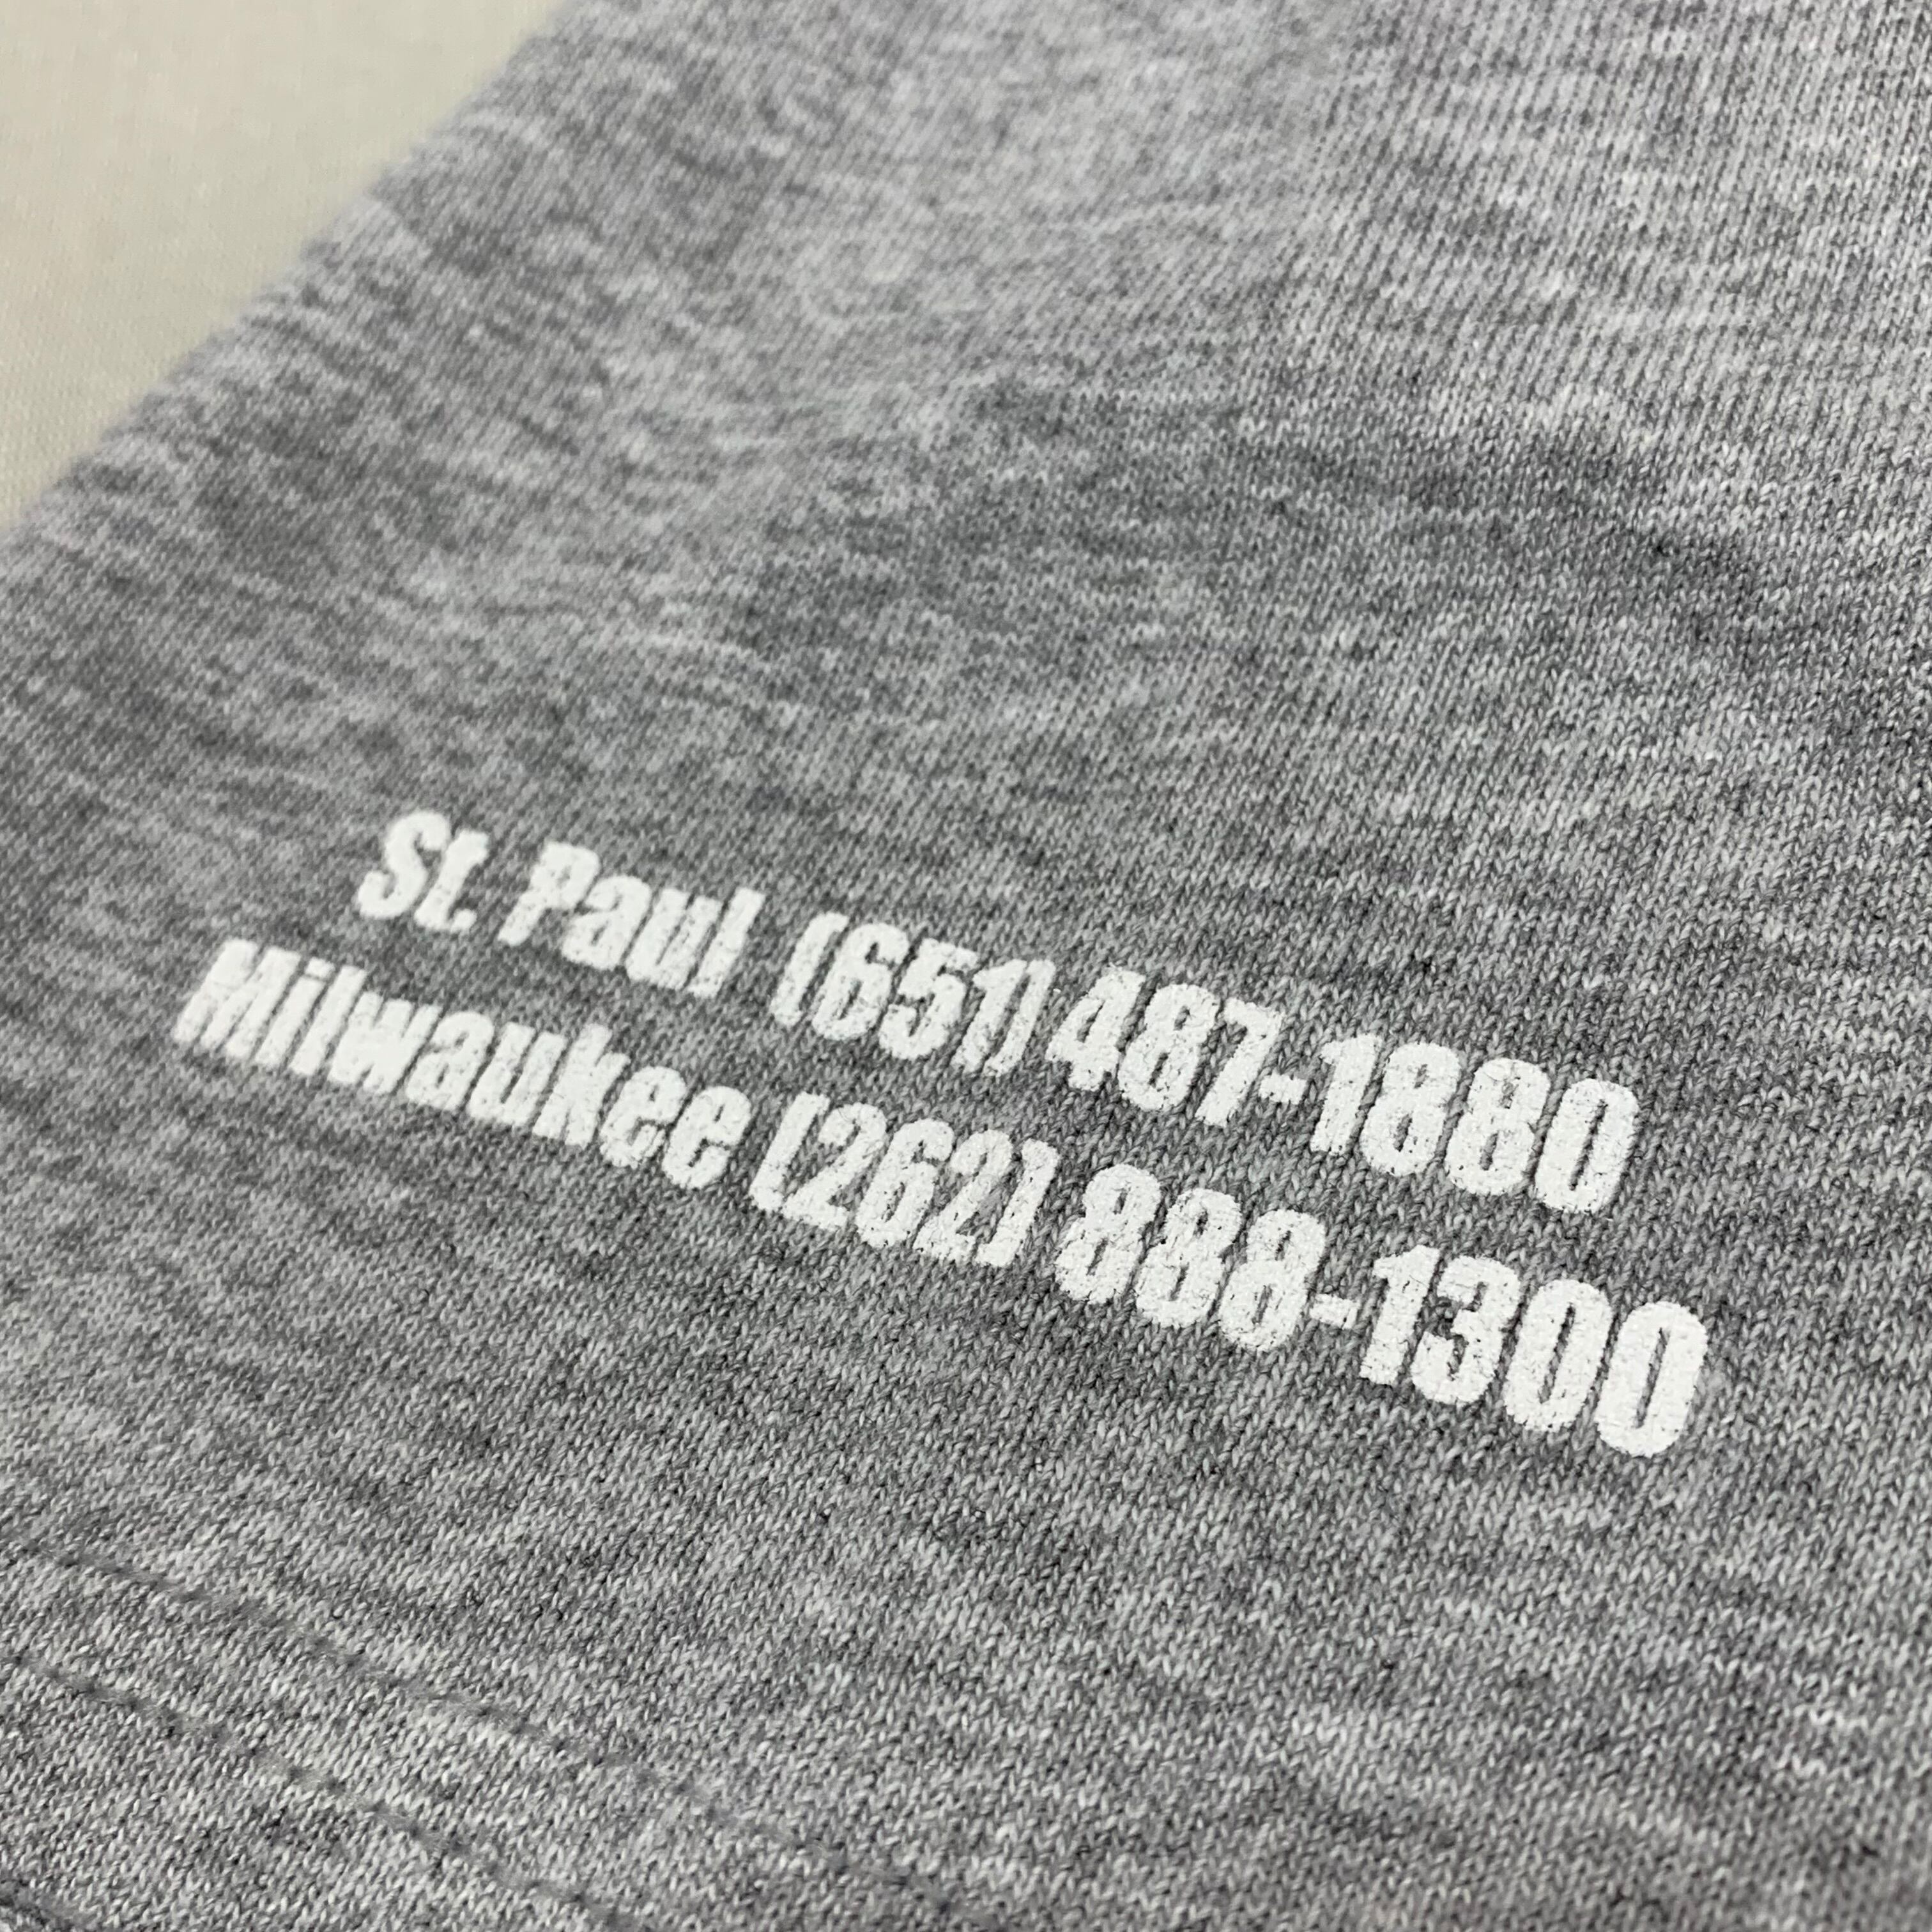 St. Paul (651) 487-1880
Milwaukee (262) 888-1300